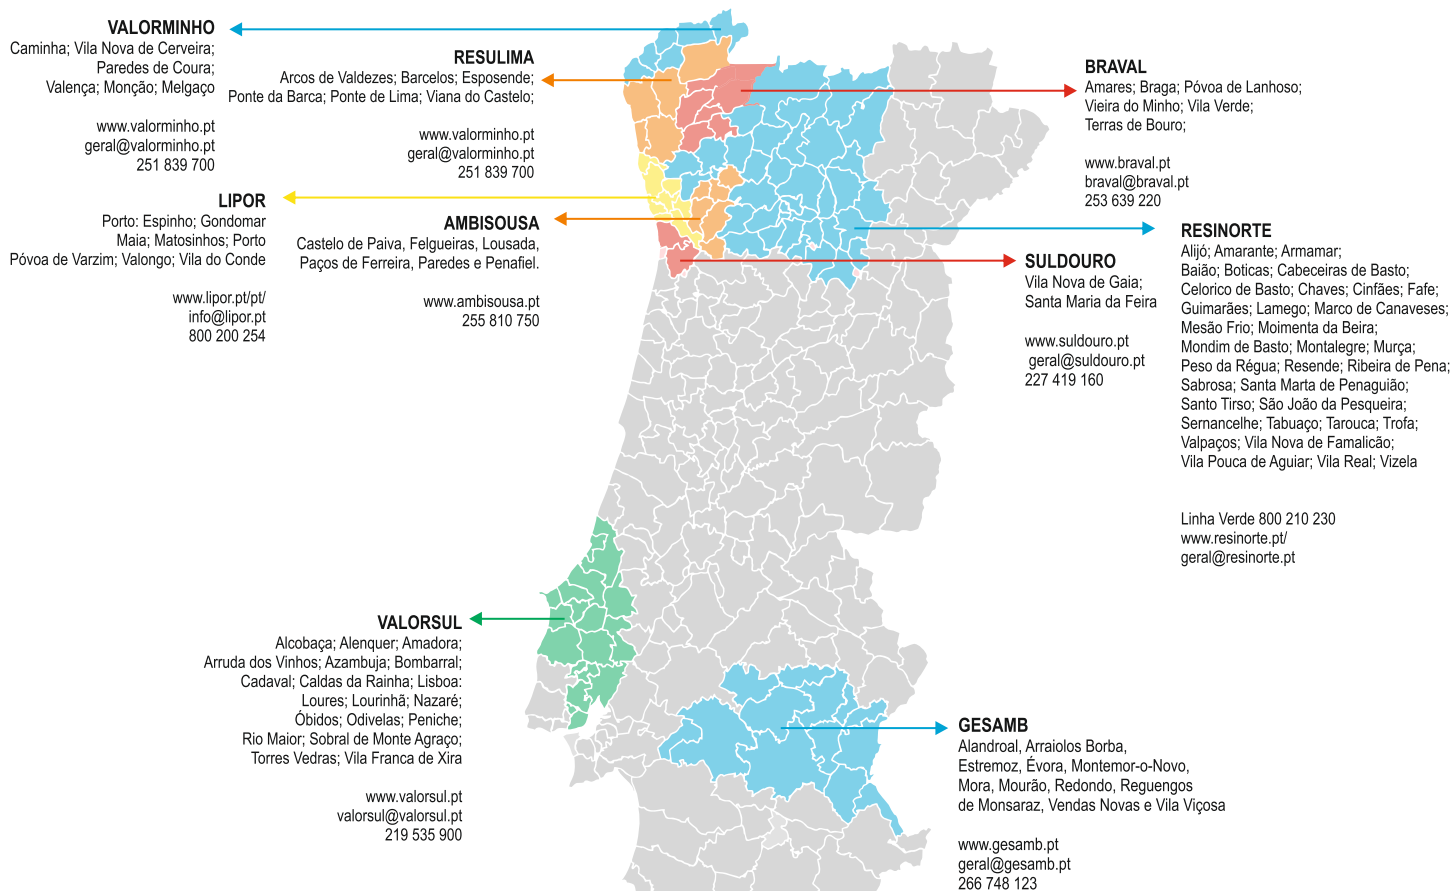 VALORMINHO
Caminha; Vila Nova de Cerveira;
Paredes de Coura;
Valença; Monção; Melgaço
www.valorminho.pt
geral@valorminho.pt
251 839 700
RESULIMA
Arcos de Valdezes; Barcelos; Esposende;
Ponte da Barca; Ponte de Lima; Viana do Castelo;
www.valorminho.pt
geral@valorminho.pt
251 839 700
BRAVAL
Amares; Braga; Póvoa de Lanhoso;
Vieira do Minho; Vila Verde;
Terras de Bouro;
www.braval.pt
braval@braval.pt
253 639 220
LIPOR
Porto: Espinho; Gondomar
Maia; Matosinhos; Porto
Póvoa de Varzim; Valongo; Vila do Conde
www.lipor.pt/pt/
info@lipor.pt
800 200 254
AMBISOUSA
Castelo de Paiva, Felgueiras, Lousada,
Paços de Ferreira, Paredes e Penafiel.
www.ambisousa.pt
255 810 750
SULDOURO
Vila Nova de Gaia;
Santa Maria da Feira
www.suldouro.pt
geral@suldouro.pt
227 419 160
RESINORTE
Alijó; Amarante; Armamar;
Baião; Boticas; Cabeceiras de Basto;
Celorico de Basto; Chaves; Cinfães; Fafe;
Guimarães; Lamego; Marco de Canaveses;
Mesão Frio; Moimenta da Beira;
Mondim de Basto; Montalegre; Murça;
Peso da Régua; Resende; Ribeira de Pena;
Sabrosa; Santa Marta de Penaguião;
Santo Tirso; São João da Pesqueira;
Sernancelhe; Tabuaço; Tarouca; Trofa;
Valpaços; Vila Nova de Famalicão;
Vila Pouca de Aguiar; Vila Real; Vizela
Linha Verde 800 210 230
www.resinorte.pt/
geral@resinorte.pt
VALORSUL
Alcobaça; Alenquer; Amadora;
Arruda dos Vinhos; Azambuja; Bombarral;
Cadaval; Caldas da Rainha; Lisboa:
Loures; Lourinhã; Nazaré;
Óbidos; Odivelas; Peniche;
Rio Maior; Sobral de Monte Agraço;
Torres Vedras; Vila Franca de Xira
www.valorsul.pt
valorsul@valorsul.pt
219 535 900
GESAMB
Alandroal, Arraiolos Borba,
Estremoz, Évora, Montemor-o-Novo,
Mora, Mourão, Redondo, Reguengos
de Monsaraz, Vendas Novas e Vila Viçosa
www.gesamb.pt
geral@gesamb.pt
266 748 123